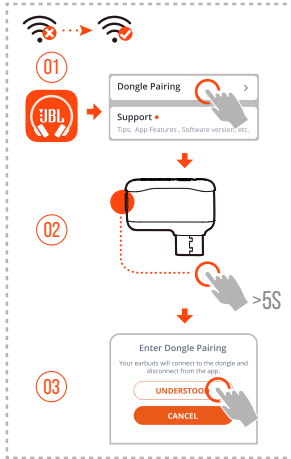 01
JBL
Dongle Pairing
Support
Tips, App Features , Software version, etc.
02
>5S
03
Enter Dongle Pairing
Your earbuds will connect to the dongle and
disconnect from the app.
UNDERSTOOD
CANCEL